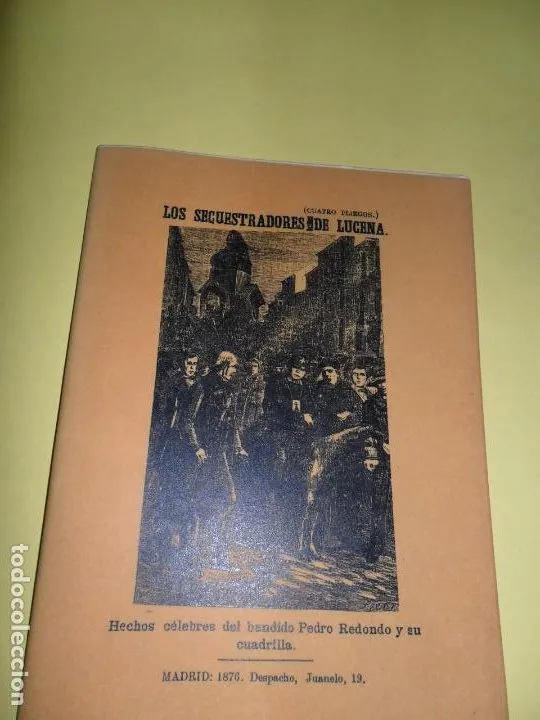 (CUATRO PLIEGOS.)
LOS SECUESTRADORES DE LUCENA.
Hechos célebres del bandido Pedro Redondo y su
cuadrilla.
MADRID: 1876. Despacho, Juanelo, 19.
todocoleccion